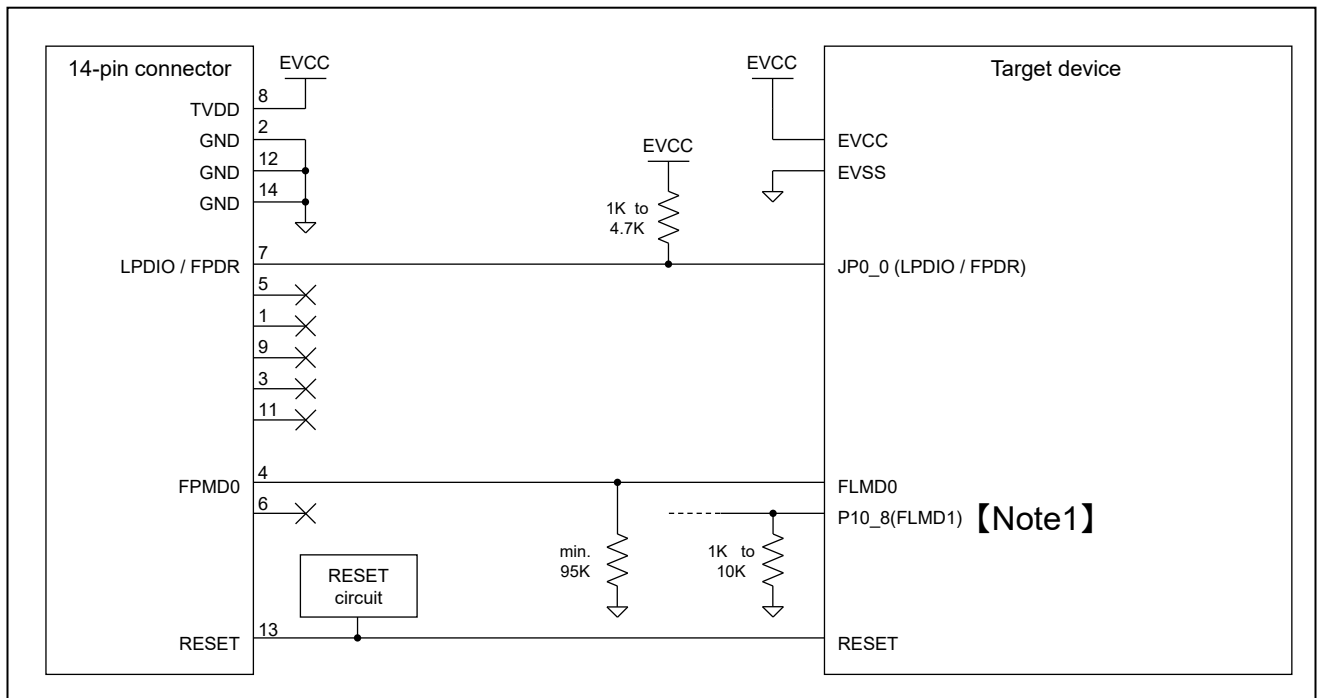 14-pin connector
EVCC
EVCC
Target device
TVDD
8
GND
2
GND
12
GND
14
EVCC
EVCC
EVSS
1K to
4.7K
LPDIO / FPDR
7
JP0_0 (LPDIO / FPDR)
5
1
9
3
11
FPMD0
4
FLMD0
6
P10_8(FLMD1) 【Note1】
min.
95K
1K to
10K
RESET
circuit
RESET
13
RESET